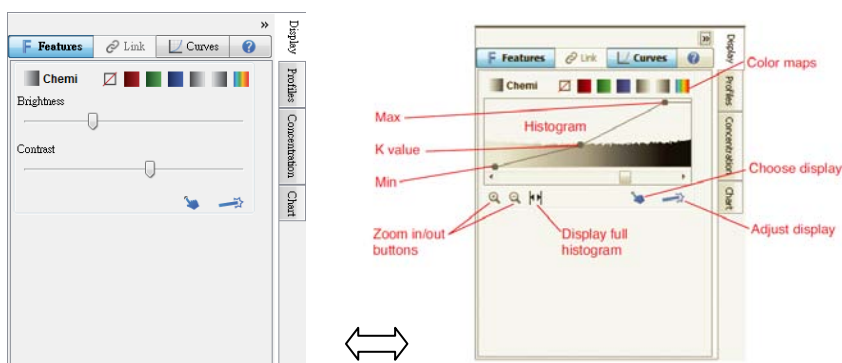 »
F Features Link Curves ?
Chemi
Brightness
Contrast
Display
Profiles
Concentration
Chart
»
F Features Link Curves ?
Chemi
Color maps
Max
Histogram
K value
Min
Choose display
Zoom in/out
buttons
Display full
histogram
Adjust display
Display
Profiles
Concentration
Chart